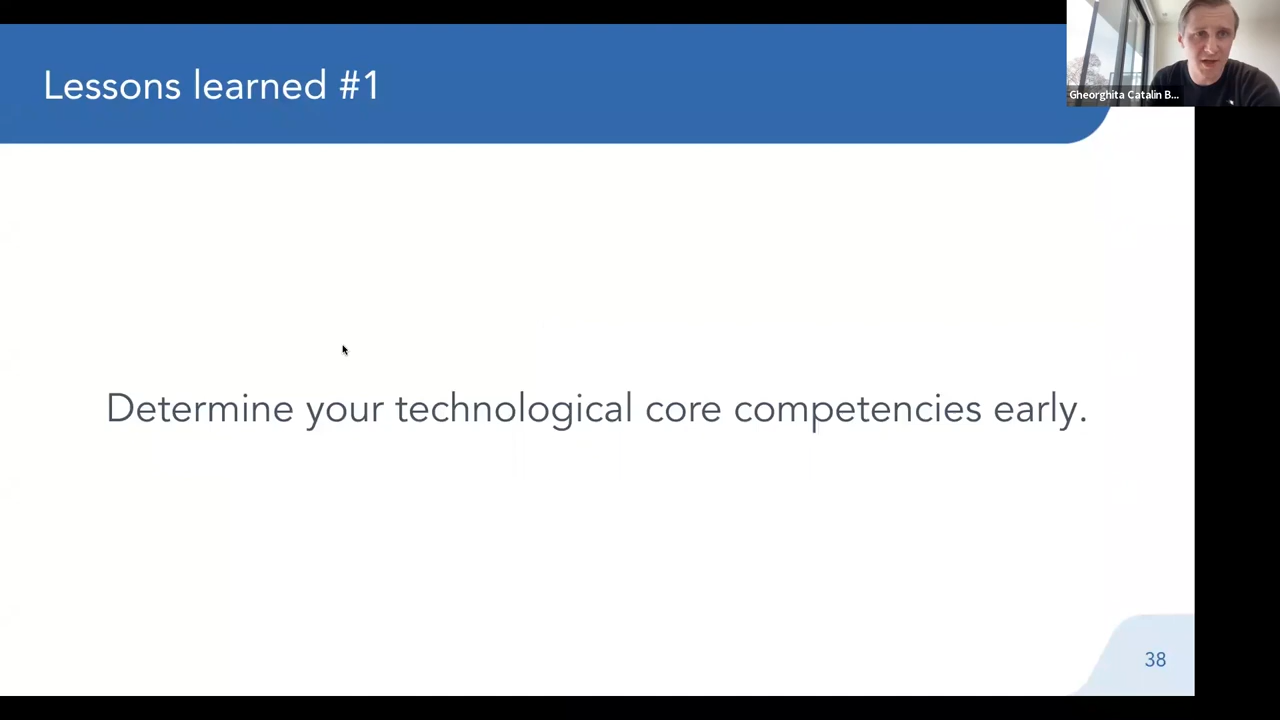 Lessons learned #1
Gheorghita Catalin B...
Determine your technological core competencies early.
38